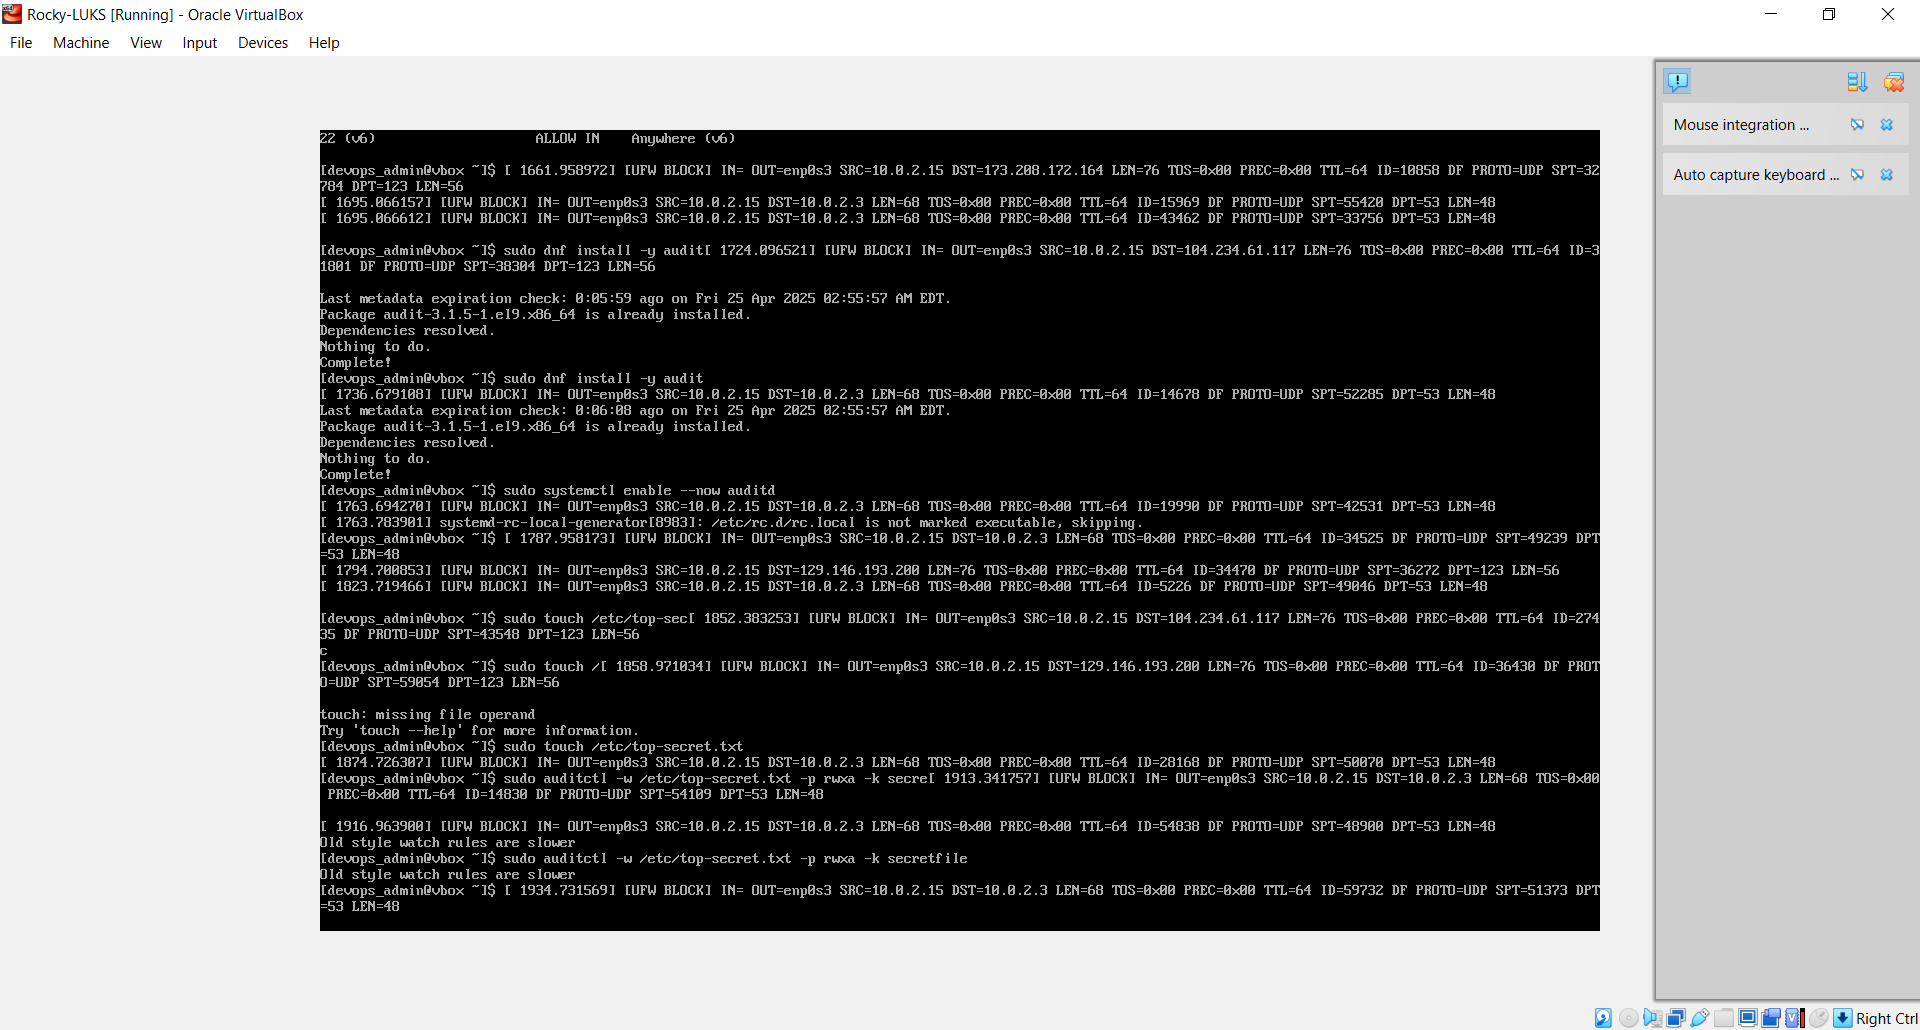 Rocky-LUKS [Running] - Oracle VirtualBox
File Machine View Input Devices Help
22 (v6) ALLOW IN Anywhere (v6)
[devops_admin@vbox ~]$ [ 1661.958972] [UFW BLOCK] IN= OUT=enp0s3 SRC=10.0.2.15 DST=173.208.172.164 LEN=76 TOS=0x00 PREC=0x00 TTL=64 ID=10858 DF PROTO=UDP SPT=32
784 DPT=123 LEN=56
[ 1695.066157] [UFW BLOCK] IN= OUT=enp0s3 SRC=10.0.2.15 DST=10.0.2.3 LEN=68 TOS=0x00 PREC=0x00 TTL=64 ID=15969 DF PROTO=UDP SPT=55420 DPT=53 LEN=48
[ 1695.066612] [UFW BLOCK] IN= OUT=enp0s3 SRC=10.0.2.15 DST=10.0.2.3 LEN=68 TOS=0x00 PREC=0x00 TTL=64 ID=43462 DF PROTO=UDP SPT=33756 DPT=53 LEN=48
[devops_admin@vbox ~]$ sudo dnf install -y audit[ 1724.096521] [UFW BLOCK] IN= OUT=enp0s3 SRC=10.0.2.15 DST=104.234.61.117 LEN=76 TOS=0x00 PREC=0x00 TTL=64 ID=3
1801 DF PROTO=UDP SPT=38304 DPT=123 LEN=56
Last metadata expiration check: 0:05:59 ago on Fri 25 Apr 2025 02:55:57 AM EDT.
Package audit-3.1.5-1.el9.x86_64 is already installed.
Dependencies resolved.
Nothing to do.
Complete!
[devops_admin@vbox ~]$ sudo dnf install -y audit
[ 1736.679108] [UFW BLOCK] IN= OUT=enp0s3 SRC=10.0.2.15 DST=10.0.2.3 LEN=68 TOS=0x00 PREC=0x00 TTL=64 ID=14678 DF PROTO=UDP SPT=52285 DPT=53 LEN=48
Last metadata expiration check: 0:06:08 ago on Fri 25 Apr 2025 02:55:57 AM EDT.
Package audit-3.1.5-1.el9.x86_64 is already installed.
Dependencies resolved.
Nothing to do.
Complete!
[devops_admin@vbox ~]$ sudo systemctl enable --now auditd
[ 1763.694270] [UFW BLOCK] IN= OUT=enp0s3 SRC=10.0.2.15 DST=10.0.2.3 LEN=68 TOS=0x00 PREC=0x00 TTL=64 ID=19990 DF PROTO=UDP SPT=42531 DPT=53 LEN=48
[ 1763.783901] systemd-rc-local-generator[8983]: /etc/rc.d/rc.local is not marked executable, skipping.
[devops_admin@vbox ~]$ [ 1787.958173] [UFW BLOCK] IN= OUT=enp0s3 SRC=10.0.2.15 DST=10.0.2.3 LEN=68 TOS=0x00 PREC=0x00 TTL=64 ID=34525 DF PROTO=UDP SPT=49239 DPT
=53 LEN=48
[ 1794.700853] [UFW BLOCK] IN= OUT=enp0s3 SRC=10.0.2.15 DST=129.146.193.200 LEN=76 TOS=0x00 PREC=0x00 TTL=64 ID=34470 DF PROTO=UDP SPT=36272 DPT=123 LEN=56
[ 1823.719466] [UFW BLOCK] IN= OUT=enp0s3 SRC=10.0.2.15 DST=10.0.2.3 LEN=68 TOS=0x00 PREC=0x00 TTL=64 ID=5226 DF PROTO=UDP SPT=49046 DPT=53 LEN=48
[devops_admin@vbox ~]$ sudo touch /etc/top-sec[ 1852.383253] [UFW BLOCK] IN= OUT=enp0s3 SRC=10.0.2.15 DST=104.234.61.117 LEN=76 TOS=0x00 PREC=0x00 TTL=64 ID=274
35 DF PROTO=UDP SPT=43548 DPT=123 LEN=56
c
[devops_admin@vbox ~]$ sudo touch /[ 1858.971034] [UFW BLOCK] IN= OUT=enp0s3 SRC=10.0.2.15 DST=129.146.193.200 LEN=76 TOS=0x00 PREC=0x00 TTL=64 ID=36430 DF PROT
O=UDP SPT=59054 DPT=123 LEN=56
touch: missing file operand
Try 'touch --help' for more information.
[devops_admin@vbox ~]$ sudo touch /etc/top-secret.txt
[ 1874.726307] [UFW BLOCK] IN= OUT=enp0s3 SRC=10.0.2.15 DST=10.0.2.3 LEN=68 TOS=0x00 PREC=0x00 TTL=64 ID=28168 DF PROTO=UDP SPT=50070 DPT=53 LEN=48
[devops_admin@vbox ~]$ sudo auditctl -w /etc/top-secret.txt -p rwxa -k secre[ 1913.341757] [UFW BLOCK] IN= OUT=enp0s3 SRC=10.0.2.15 DST=10.0.2.3 LEN=68 TOS=0x00
PREC=0x00 TTL=64 ID=14830 DF PROTO=UDP SPT=54109 DPT=53 LEN=48
[ 1916.963900] [UFW BLOCK] IN= OUT=enp0s3 SRC=10.0.2.15 DST=10.0.2.3 LEN=68 TOS=0x00 PREC=0x00 TTL=64 ID=54838 DF PROTO=UDP SPT=48900 DPT=53 LEN=48
Old style watch rules are slower
[devops_admin@vbox ~]$ sudo auditctl -w /etc/top-secret.txt -p rwxa -k secretfile
Old style watch rules are slower
[devops_admin@vbox ~]$ [ 1934.731569] [UFW BLOCK] IN= OUT=enp0s3 SRC=10.0.2.15 DST=10.0.2.3 LEN=68 TOS=0x00 PREC=0x00 TTL=64 ID=59732 DF PROTO=UDP SPT=51373 DPT
=53 LEN=48
Mouse integration ...
Auto capture keyboard ...
Right Ctrl